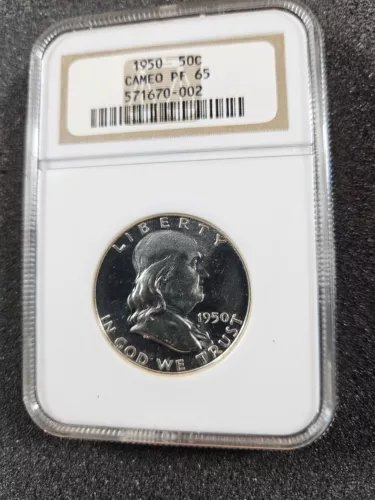 1950 50C
CAMEO PF 65
571670-002
LIBERTY
1950
IN GOD WE TRUST